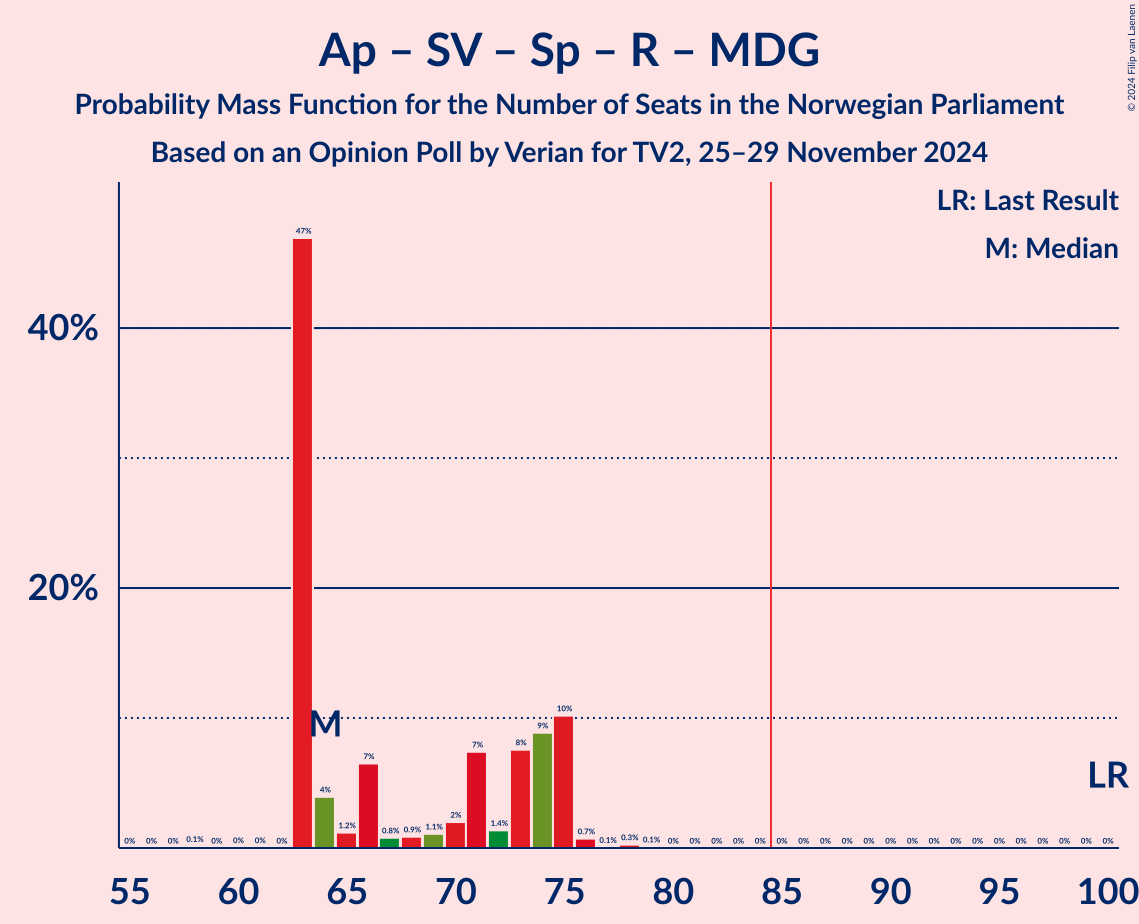 Ap – SV – Sp – R – MDG
Probability Mass Function for the Number of Seats in the Norwegian Parliament
Based on an Opinion Poll by Verian for TV2, 25–29 November 2024
© 2024 Filip van Laenen
LR: Last Result
M: Median
40%
20%
47%
M
LR
0% 0% 0% 0.1% 0% 0% 0% 0% 4% 1.2% 7% 0.8% 0.9% 1.1% 2% 7% 1.4% 8% 9% 10% 0.7% 0.1% 0.3% 0.1% 0% 0% 0% 0% 0% 0% 0% 0% 0% 0% 0% 0% 0% 0% 0% 0% 0% 0% 0% 0% 0%
55 60 65 70 75 80 85 90 95 100